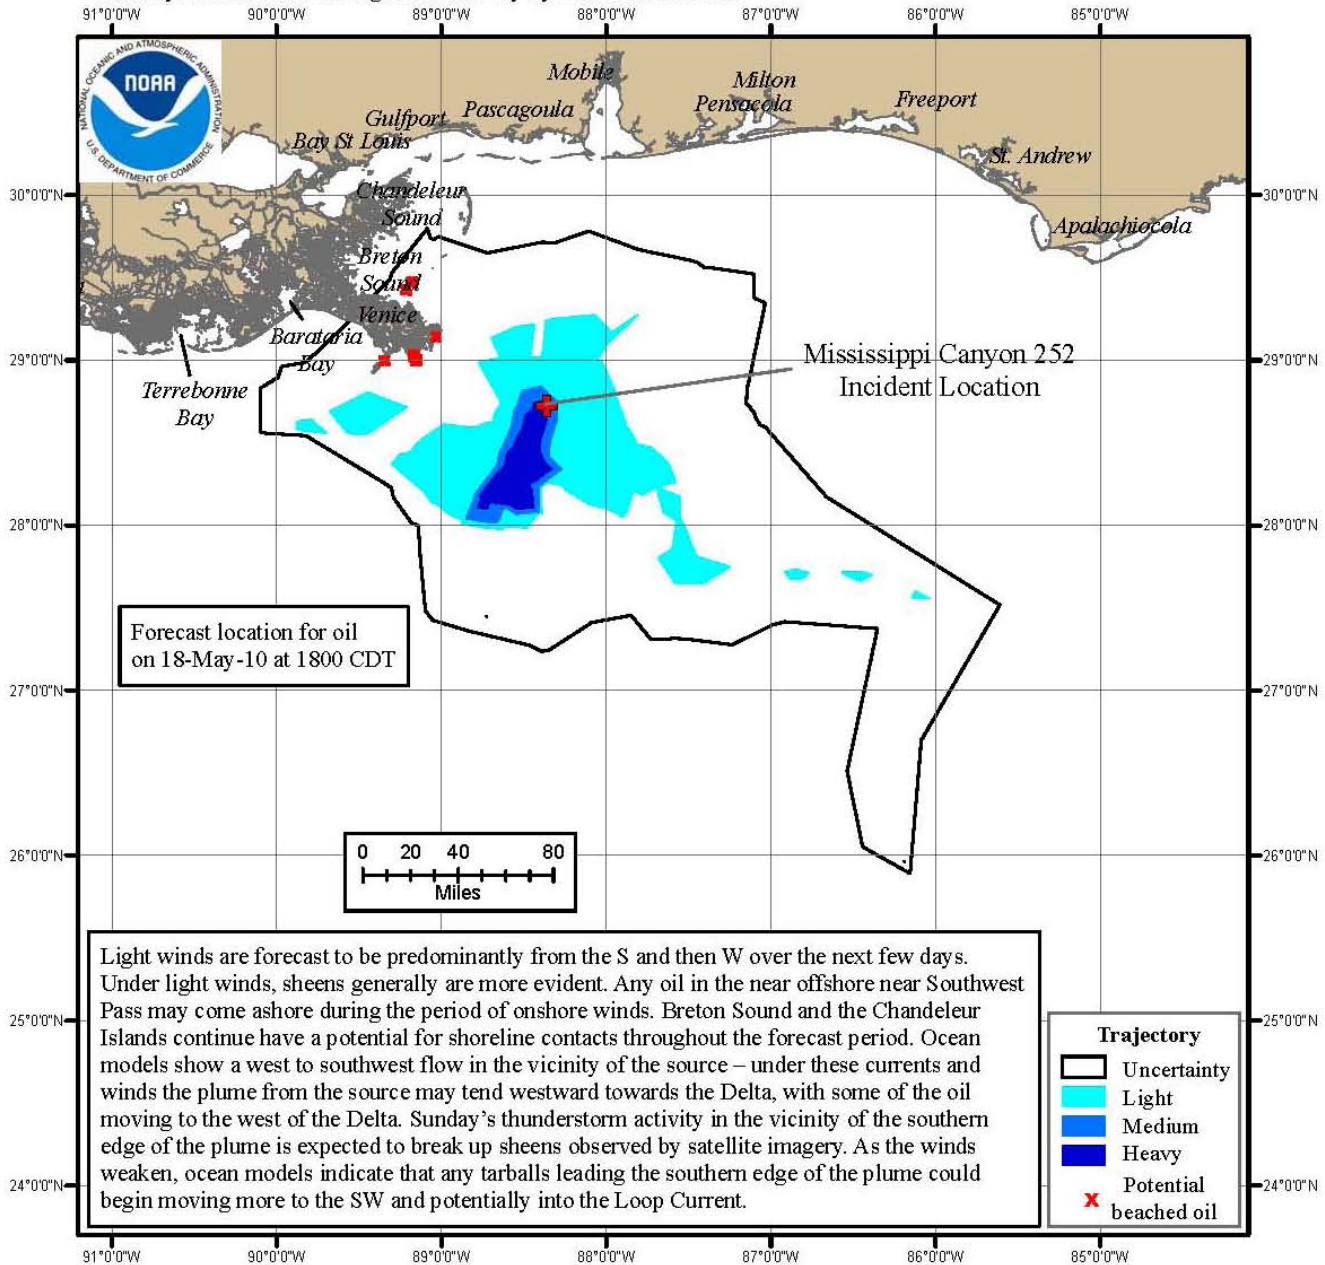 91°0'0"W 90°0'0"W 89°0'0"W 88°0'0"W 87°0'0"W 86°0'0"W 85°0'0"W
NATIONAL OCEANIC AND ATMOSPHERIC ADMINISTRATION
NOAA
U.S. DEPARTMENT OF COMMERCE
Mobile
Milton
Pensacola
Freeport
Gulfport
Pascagoula
Bay St Louis
St. Andrew
30°0'0"N 30°0'0"N
Chandeleur
Sound
Apalachiocola
Breton
Sound
Venice
Barataria
Bay
29°0'0"N 29°0'0"N
Mississippi Canyon 252
Incident Location
Terrebonne
Bay
28°0'0"N 28°0'0"N
Forecast location for oil
on 18-May-10 at 1800 CDT
27°0'0"N 27°0'0"N
26°0'0"N 26°0'0"N
0 20 40 80
Miles
Light winds are forecast to be predominantly from the S and then W over the next few days.
Under light winds, sheens generally are more evident. Any oil in the near offshore near Southwest
Pass may come ashore during the period of onshore winds. Breton Sound and the Chandeleur
Islands continue have a potential for shoreline contacts throughout the forecast period. Ocean
models show a west to southwest flow in the vicinity of the source – under these currents and
winds the plume from the source may tend westward towards the Delta, with some of the oil
moving to the west of the Delta. Sunday's thunderstorm activity in the vicinity of the southern
edge of the plume is expected to break up sheens observed by satellite imagery. As the winds
weaken, ocean models indicate that any tarballs leading the southern edge of the plume could
begin moving more to the SW and potentially into the Loop Current.
25°0'0"N 25°0'0"N
Trajectory
Uncertainty
Light
Medium
Heavy
Potential
beached oil
24°0'0"N 24°0'0"N
91°0'0"W 90°0'0"W 89°0'0"W 88°0'0"W 87°0'0"W 86°0'0"W 85°0'0"W